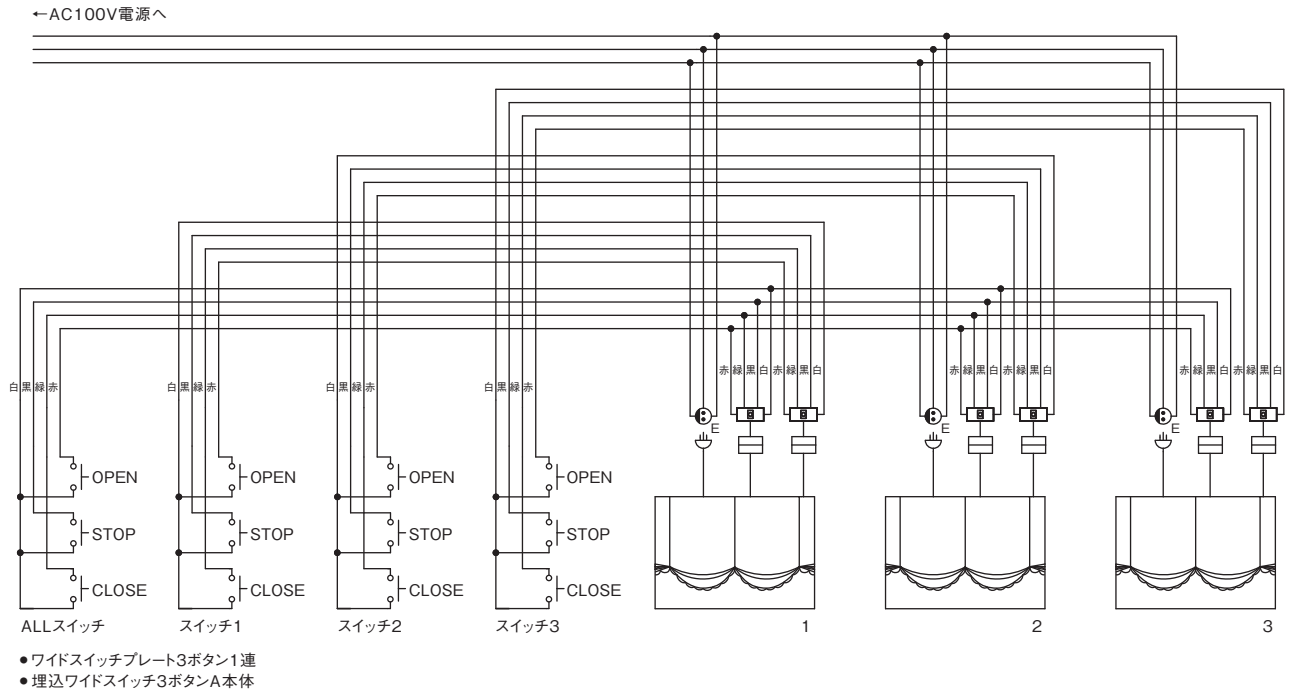 ←AC100V電源へ
白黒緑赤 白黒緑赤 白黒緑赤 白黒緑赤 赤緑黒白 赤緑黒白 赤緑黒白 赤緑黒白 赤緑黒白 赤緑黒白
E E E
OPEN OPEN OPEN OPEN
STOP STOP STOP STOP
CLOSE CLOSE CLOSE CLOSE
ALLスイッチ スイッチ1 スイッチ2 スイッチ3 1 2 3
●ワイドスイッチプレート3ボタン1連
●埋込ワイドスイッチ3ボタンA本体